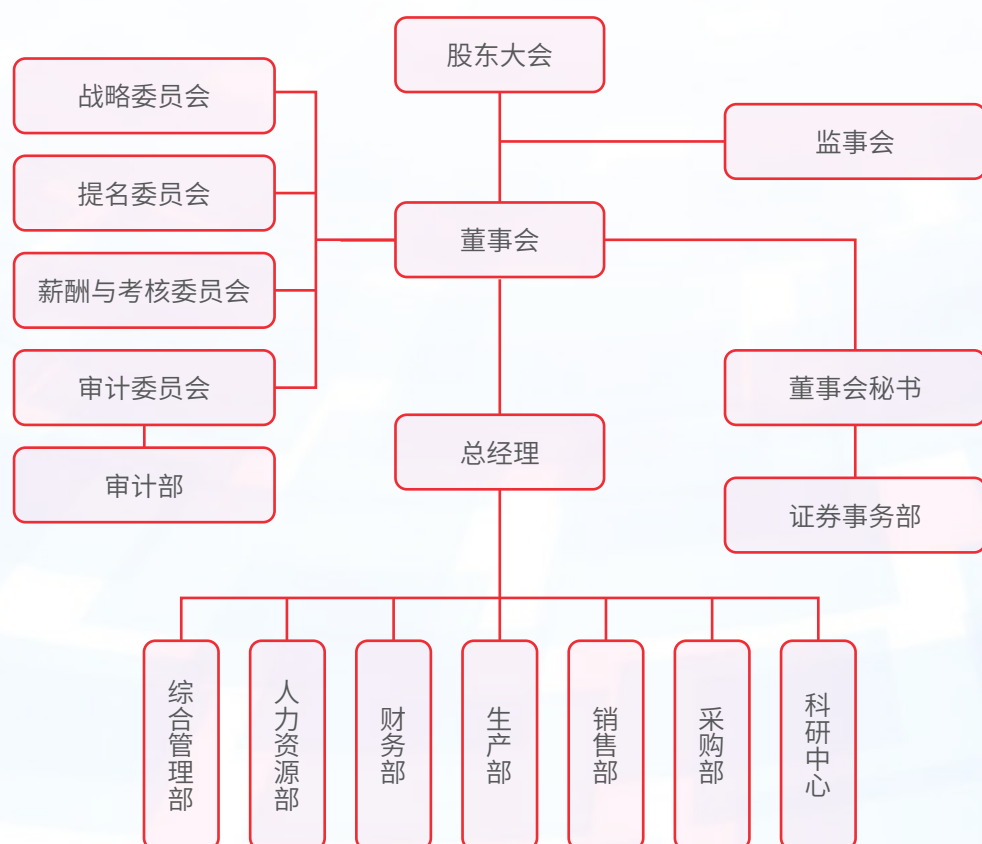 股东大会
战略委员会
监事会
提名委员会
董事会
薪酬与考核委员会
审计委员会
董事会秘书
总经理
审计部
证券事务部
综合管理部
人力资源部
财务部
生产部
销售部
采购部
科研中心